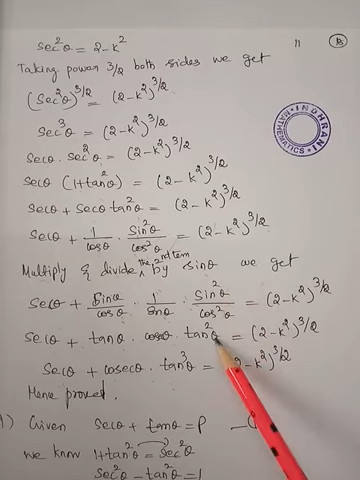 sec²θ = 2-k² 11 B
Taking power 3/2 both sides we get
(sec²θ)^3/2 = (2-k²)^3/2
sec³θ = (2-k²)^3/2
secθ . sec²θ = (2-k²)^3/2
secθ (1+tan²θ) = (2-k²)^3/2
secθ + secθ tan²θ = (2-k²)^3/2
secθ + 1/cosθ . sin²θ/cos²θ = (2-k²)^3/2
Multiply & divide the 2nd term by sinθ we get
secθ + sinθ/cosθ . 1/sinθ . sin²θ/cos²θ = (2-k²)^3/2
secθ + tanθ . cosecθ . tan²θ = (2-k²)^3/2
secθ + cosecθ . tan³θ = 2-k²)^3/2
Hence proved.
) Given secθ + tanθ = P —(
we know 1+tan²θ = sec²θ
sec²θ - tan²θ = 1
INDHRANI
MATHEMATICS